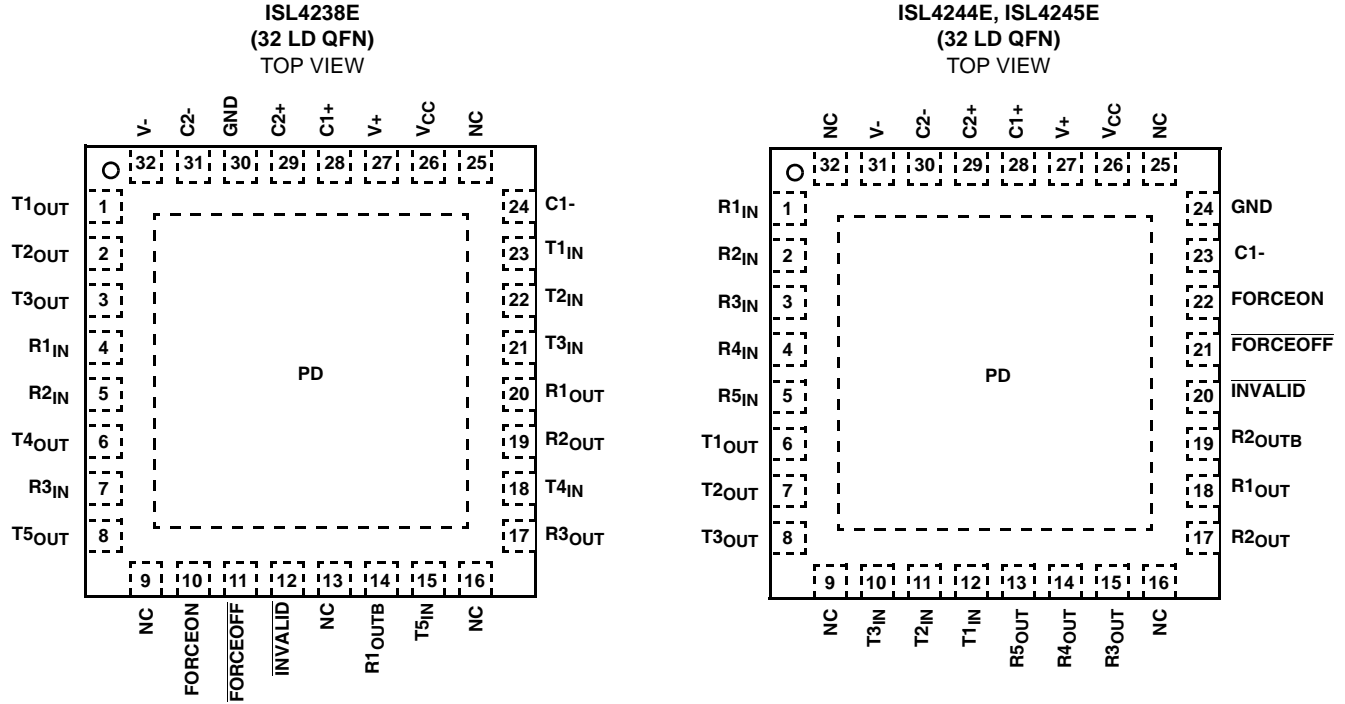 ISL4238E
(32 LD QFN)
TOP VIEW
V- C2- GND C2+ C1+ V+ VCC NC
32 31 30 29 28 27 26 25
T1OUT 1
T2OUT 2
T3OUT 3
R1IN 4
R2IN 5
T4OUT 6
R3IN 7
T5OUT 8
PD
24 C1-
23 T1IN
22 T2IN
21 T3IN
20 R1OUT
19 R2OUT
18 T4IN
17 R3OUT
9 10 11 12 13 14 15 16
NC FORCEON FORCEOFF INVALID NC R1OUTB T5IN NC
ISL4244E, ISL4245E
(32 LD QFN)
TOP VIEW
NC V- C2- C2+ C1+ V+ VCC NC
32 31 30 29 28 27 26 25
R1IN 1
R2IN 2
R3IN 3
R4IN 4
R5IN 5
T1OUT 6
T2OUT 7
T3OUT 8
PD
24 GND
23 C1-
22 FORCEON
21 FORCEOFF
20 INVALID
19 R2OUTB
18 R1OUT
17 R2OUT
9 10 11 12 13 14 15 16
NC T3IN T2IN T1IN R5OUT R4OUT R3OUT NC